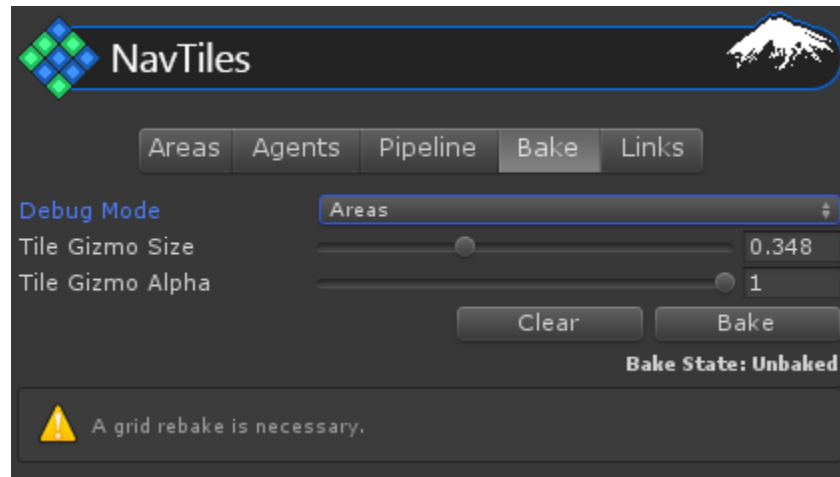 NavTiles
Areas Agents Pipeline Bake Links
Debug Mode Areas
Tile Gizmo Size 0.348
Tile Gizmo Alpha 1
Clear Bake
Bake State: Unbaked
A grid rebake is necessary.